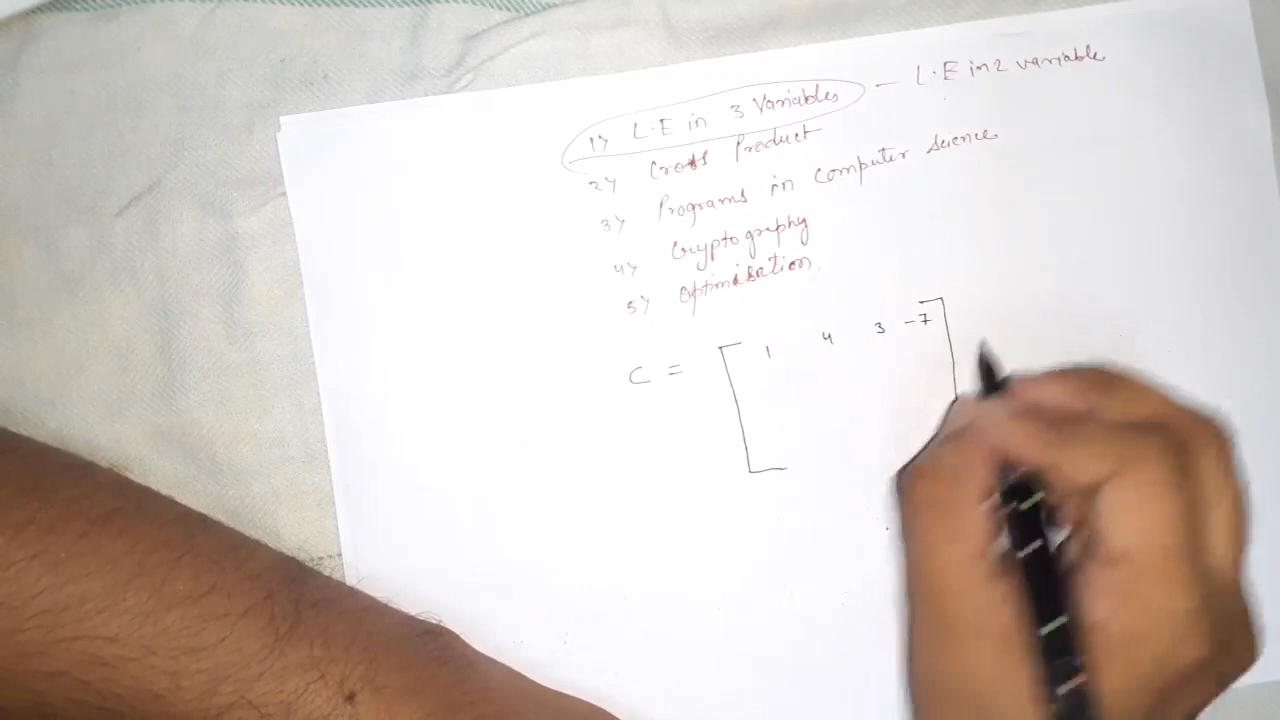 1) L.E in 3 Variables - L.E in 2 variable
2) Cross Product
3) Programs in computer science
4) Cryptography
5) Optimisation
C = [ 1 4 3 -7 ]